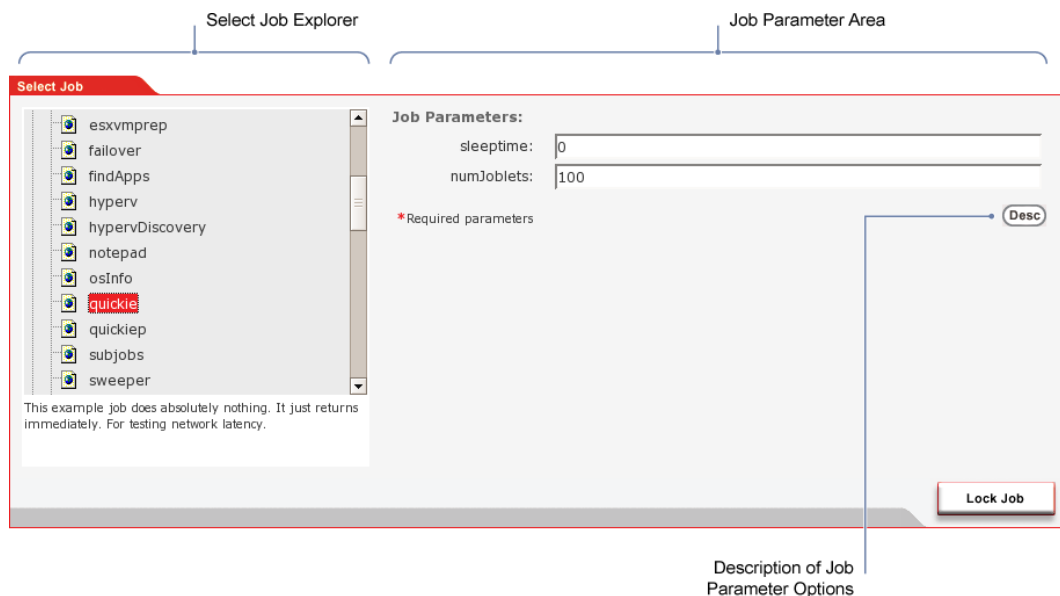 Select Job Explorer
Job Parameter Area
Select Job
esxvmprep
failover
findApps
hyperv
hypervDiscovery
notepad
osInfo
quickie
quickiep
subjobs
sweeper
This example job does absolutely nothing. It just returns
immediately. For testing network latency.
Job Parameters:
sleeptime: 0
numJoblets: 100
*Required parameters
Desc
Lock Job
Description of Job
Parameter Options